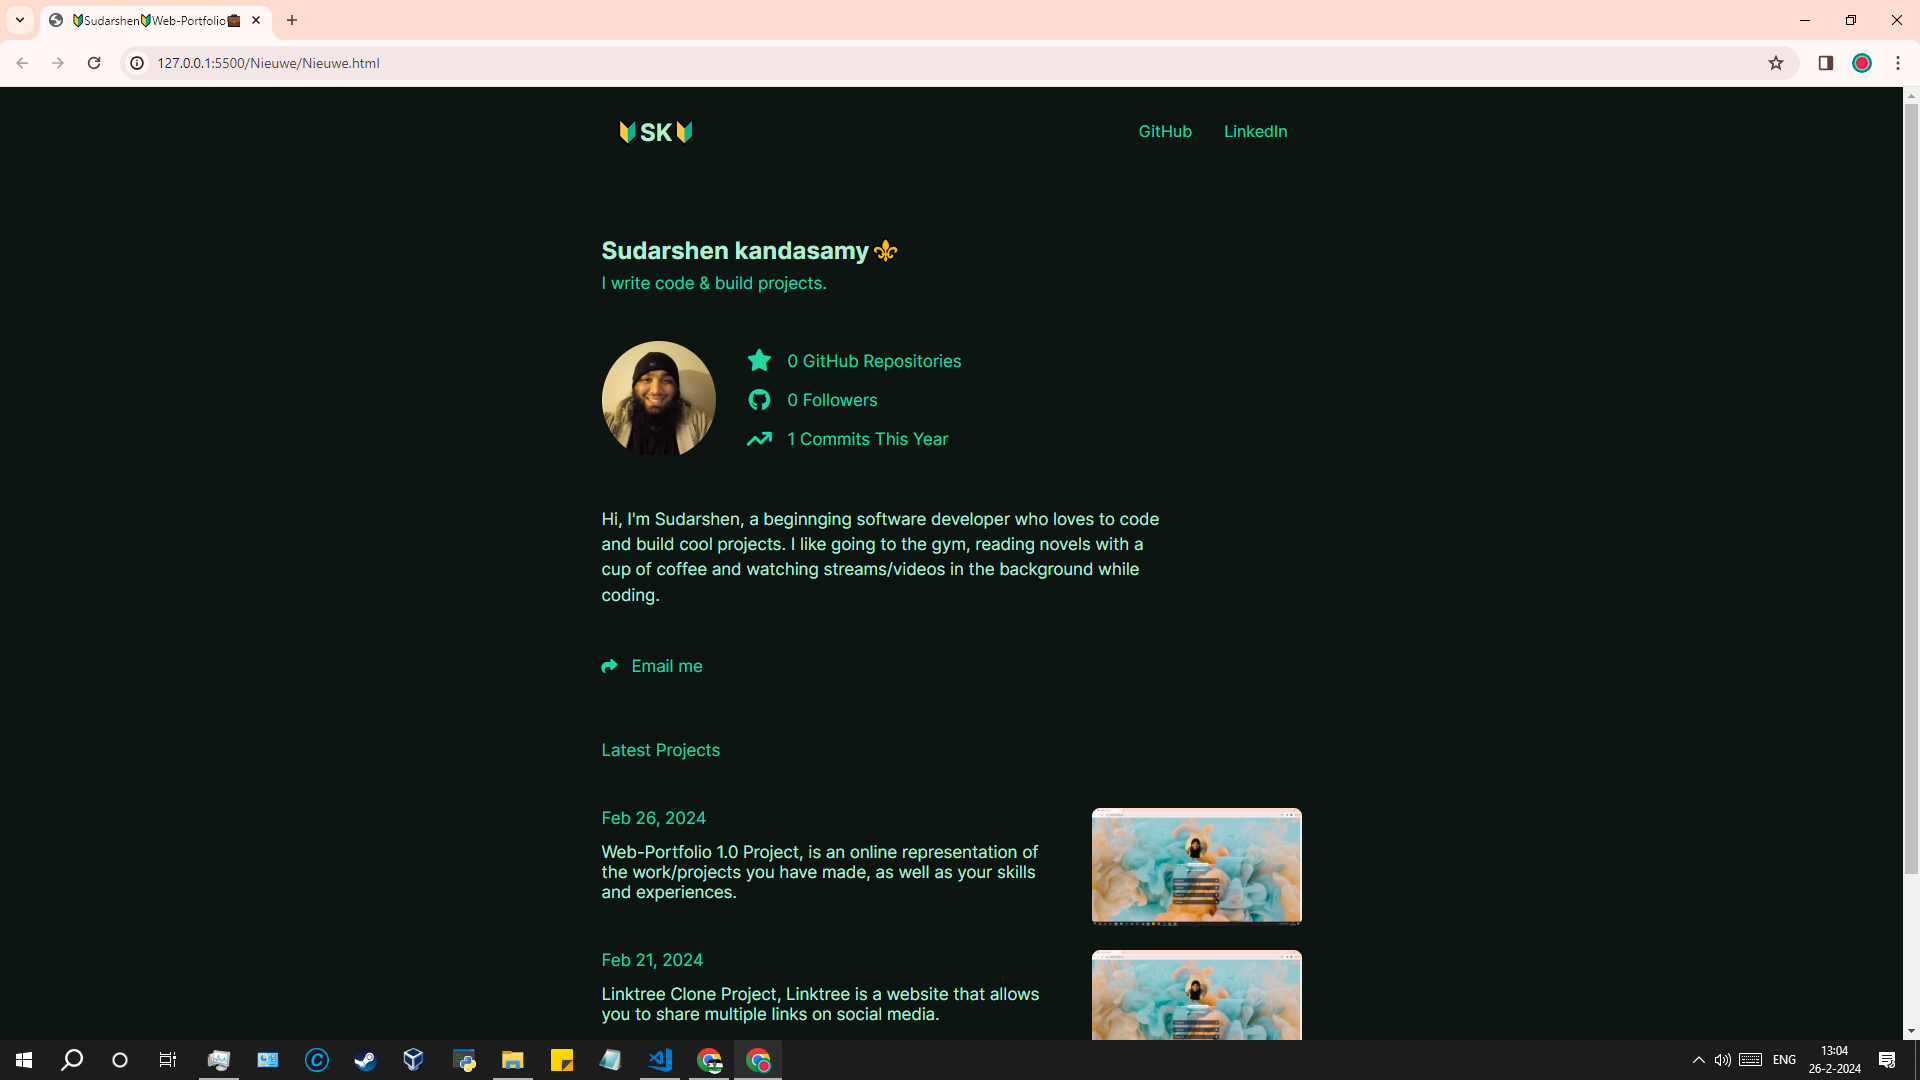 🔰Sudarshen🔰Web-Portfolio💼
127.0.0.1:5500/Nieuwe/Nieuwe.html
🔰SK🔰
GitHub LinkedIn
Sudarshen kandasamy⚜️
I write code & build projects.
0 GitHub Repositories
0 Followers
1 Commits This Year
Hi, I'm Sudarshen, a beginnging software developer who loves to code
and build cool projects. I like going to the gym, reading novels with a
cup of coffee and watching streams/videos in the background while
coding.
Email me
Latest Projects
Feb 26, 2024
Web-Portfolio 1.0 Project, is an online representation of
the work/projects you have made, as well as your skills
and experiences.
Feb 21, 2024
Linktree Clone Project, Linktree is a website that allows
you to share multiple links on social media.
ENG
13:04
26-2-2024